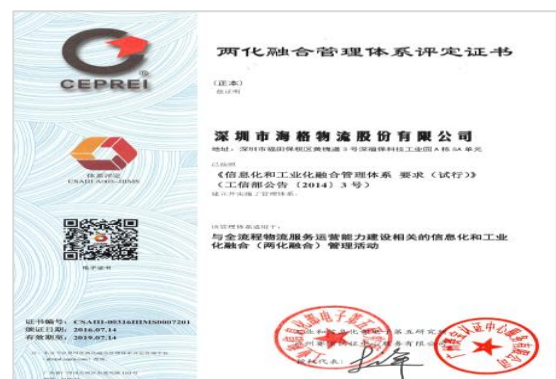 CEPREI
®
两化融合管理体系评定证书
(正本)
兹证明
深圳市海格物流股份有限公司
地址：深圳市福田保税区黄槐道3号深福保科技工业园A栋5A单元
已按照
《信息化和工业化融合管理体系 要求（试行）》
（工信部公告（2014）3号）
建立并实施了管理体系。
体系评定
CSAIII-A003-IIIMS
电子证书
该管理体系适用于：
与全流程物流服务运营能力建设相关的信息化和工业
化融合（两化融合）管理活动
证书编号：CSAIII-00316IIIMS0007201
颁证日期：2016.07.14
有效期至：2019.07.14